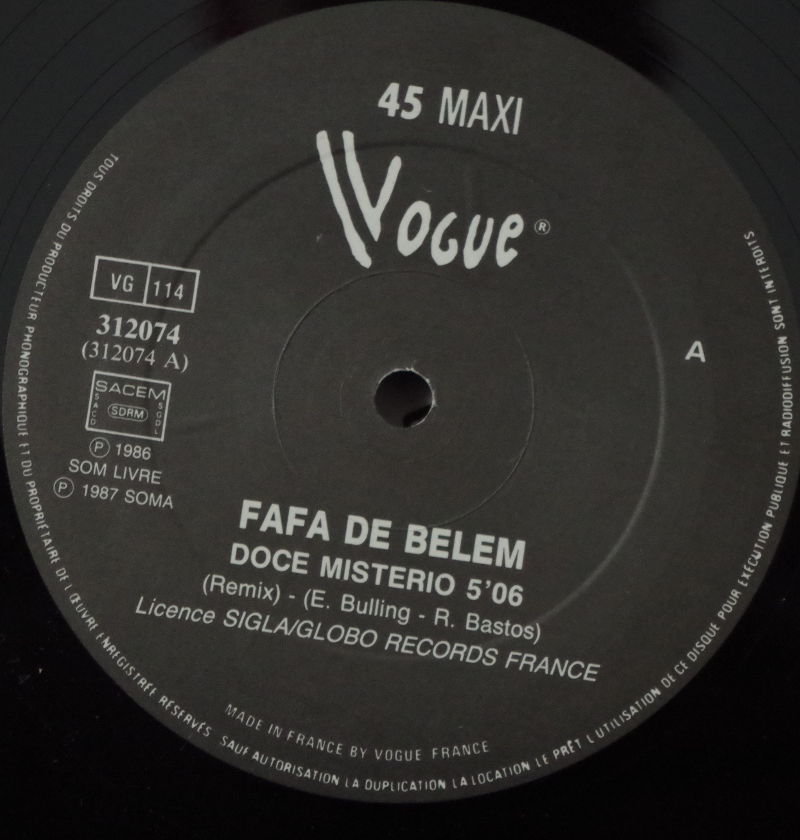 45 MAXI
VOGUE ®
VG 114
312074
(312074 A)
SACEM
SACD
SDRM
SGDL
Ⓟ 1986
SOM LIVRE
Ⓟ 1987 SOMA
A
FAFA DE BELEM
DOCE MISTERIO 5'06
(Remix) - (E. Bulling - R. Bastos)
Licence SIGLA/GLOBO RECORDS FRANCE
MADE IN FRANCE BY VOGUE FRANCE
TOUS DROITS DU PRODUCTEUR PHONOGRAPHIQUE ET DU PROPRIÉTAIRE DE L'ŒUVRE ENREGISTRÉE RÉSERVÉS SAUF AUTORISATION LA DUPLICATION LA LOCATION LE PRÊT L'UTILISATION DE CE DISQUE POUR EXÉCUTION PUBLIQUE ET RADIODIFFUSION SONT INTERDITS